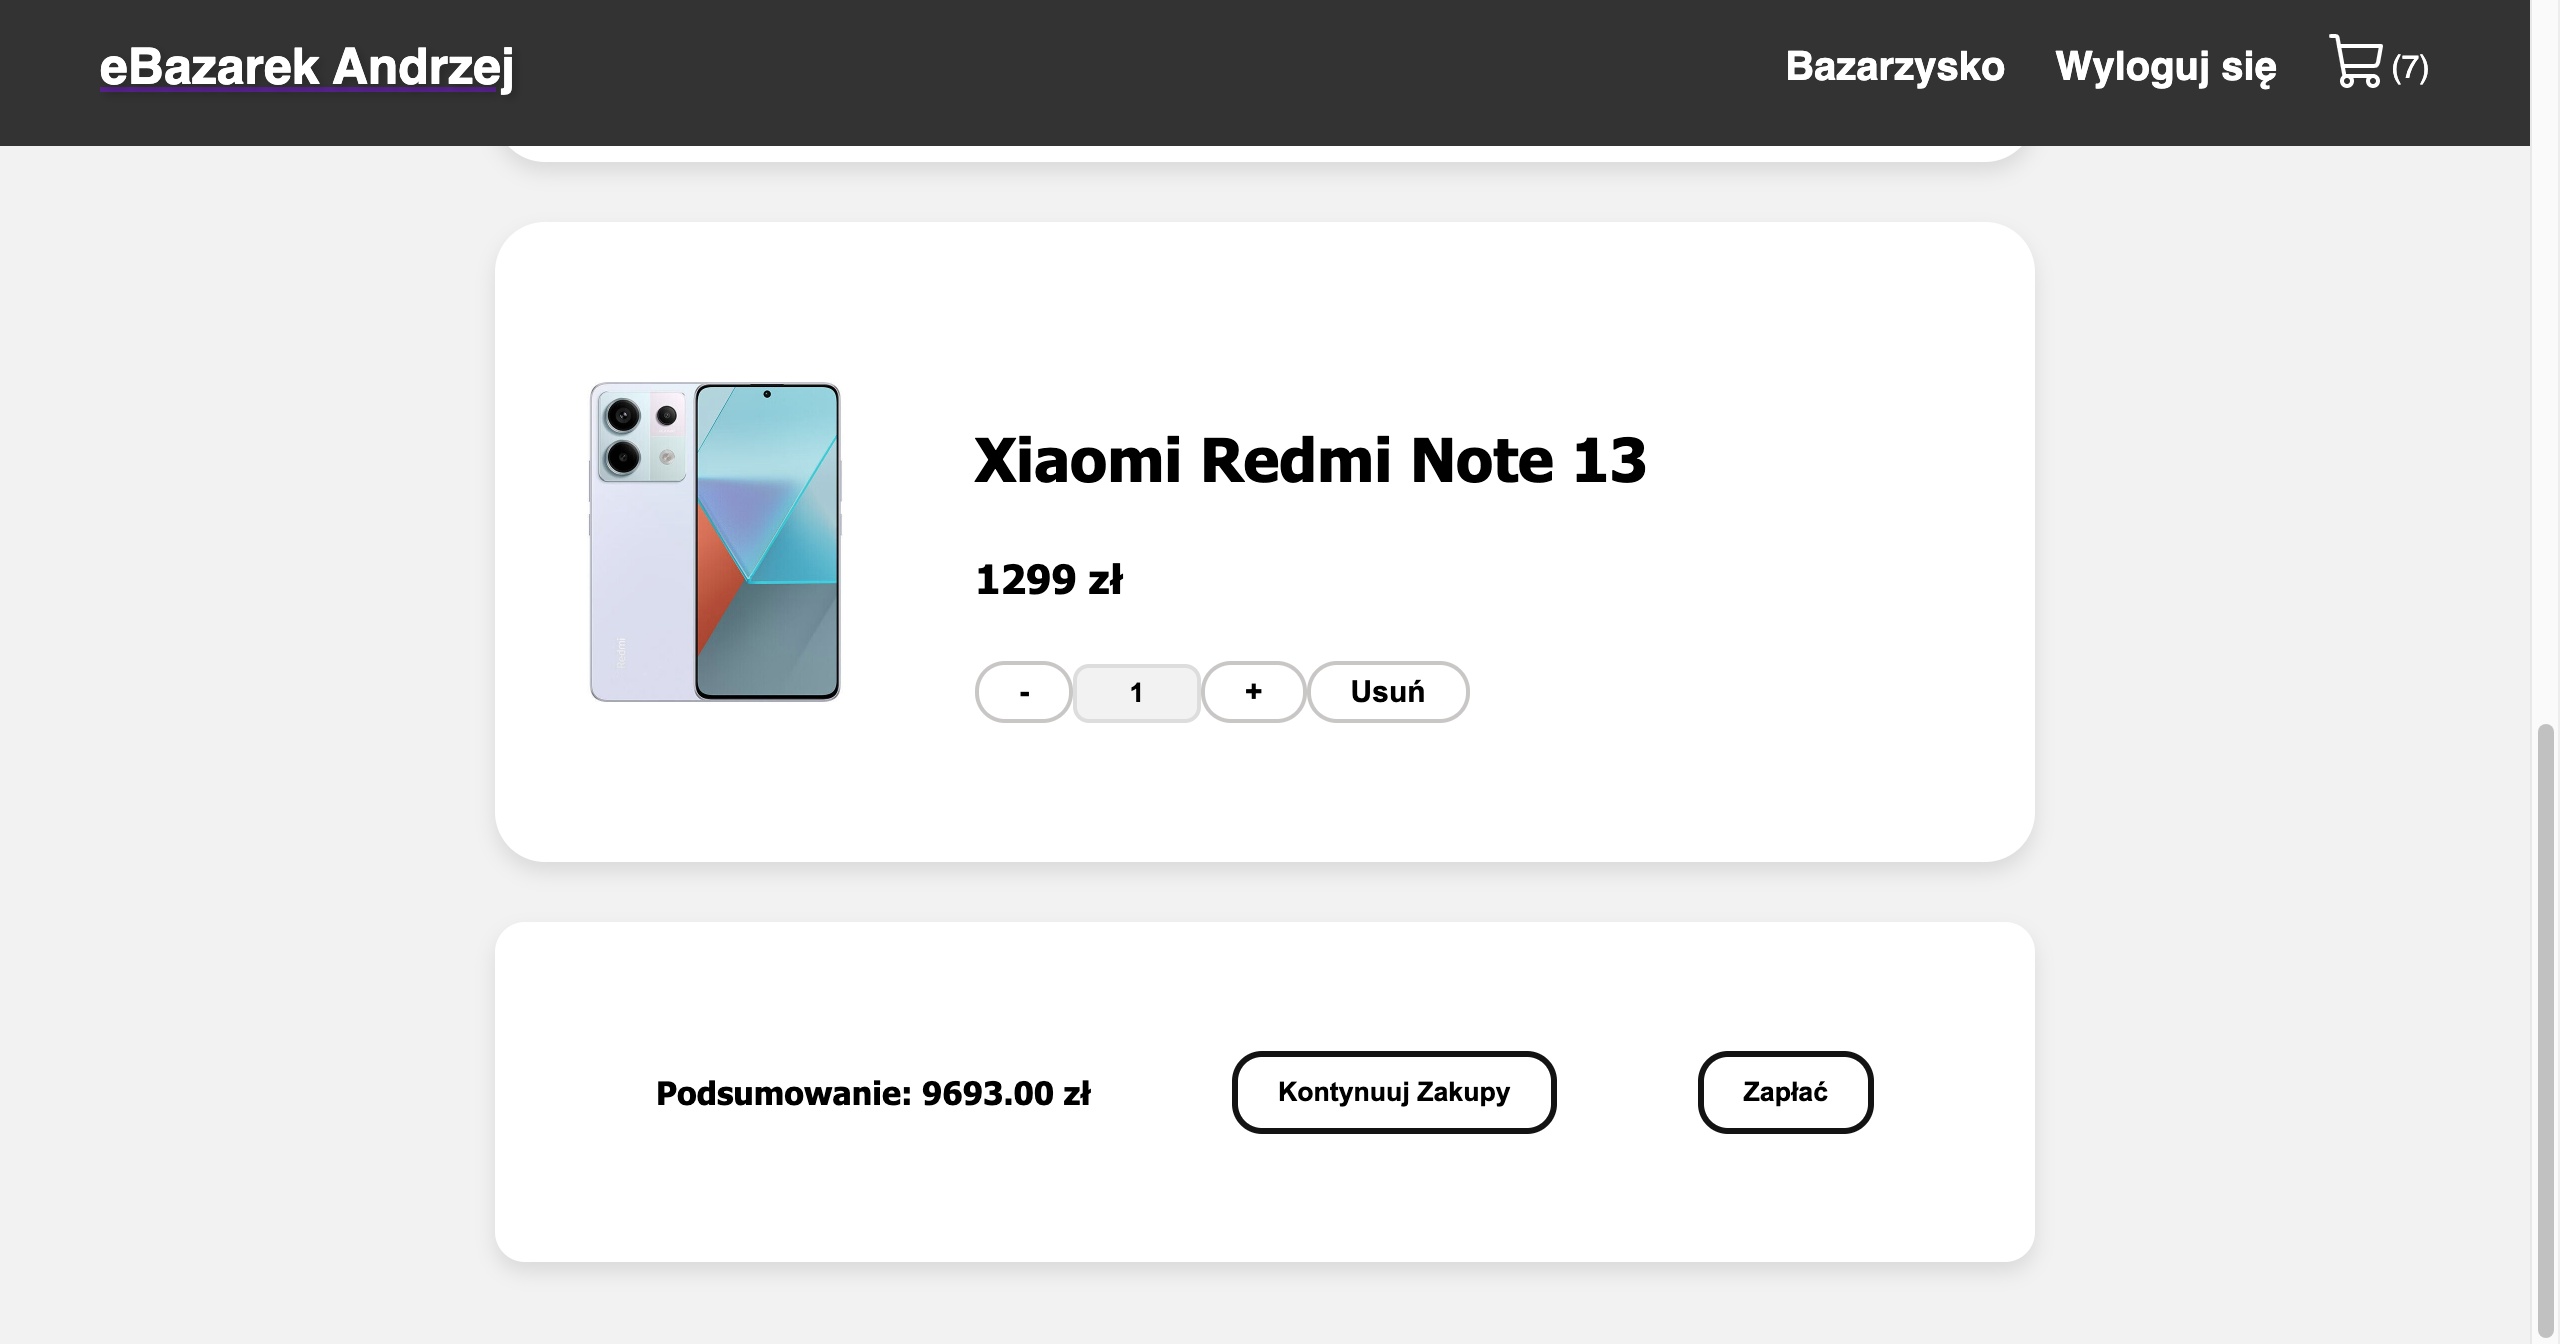 eBazarek Andrzej
Bazarzysko
Wyloguj się
(7)
Redmi
Xiaomi Redmi Note 13
1299 zł
- 1 + Usuń
Podsumowanie: 9693.00 zł
Kontynuuj Zakupy
Zapłać